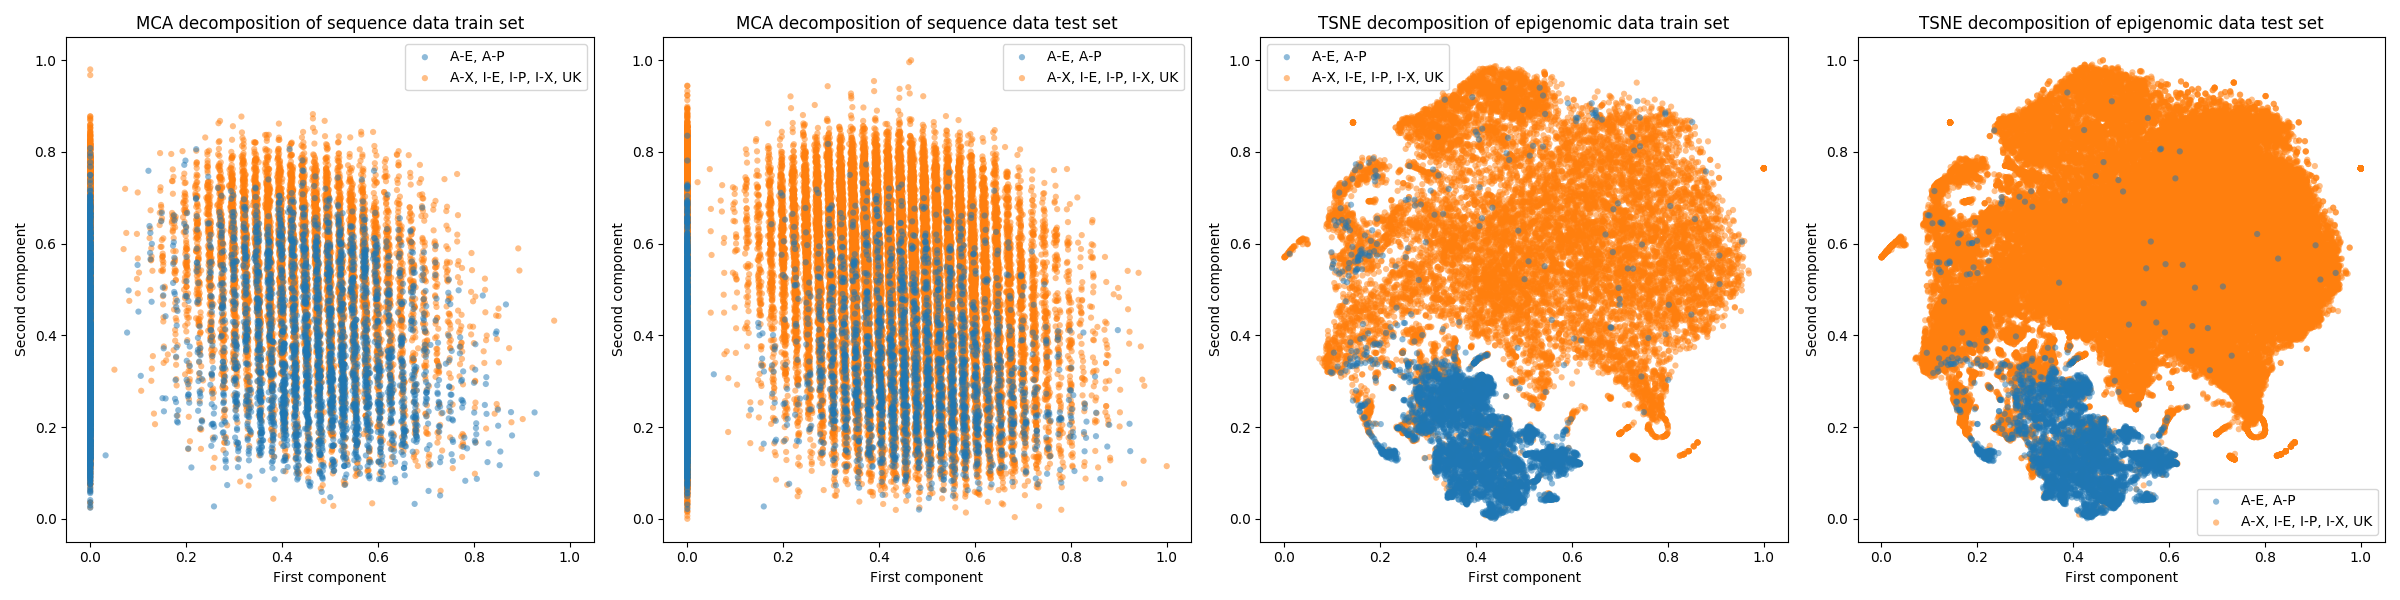 MCA decomposition of sequence data train set
A-E, A-P
A-X, I-E, I-P, I-X, UK
1.0
0.8
0.6
0.4
0.2
0.0
Second component
0.0 0.2 0.4 0.6 0.8 1.0
First component
MCA decomposition of sequence data test set
A-E, A-P
A-X, I-E, I-P, I-X, UK
1.0
0.8
0.6
0.4
0.2
0.0
Second component
0.0 0.2 0.4 0.6 0.8 1.0
First component
TSNE decomposition of epigenomic data train set
A-E, A-P
A-X, I-E, I-P, I-X, UK
1.0
0.8
0.6
0.4
0.2
0.0
Second component
0.0 0.2 0.4 0.6 0.8 1.0
First component
TSNE decomposition of epigenomic data test set
1.0
0.8
0.6
0.4
0.2
0.0
Second component
A-E, A-P
A-X, I-E, I-P, I-X, UK
0.0 0.2 0.4 0.6 0.8 1.0
First component